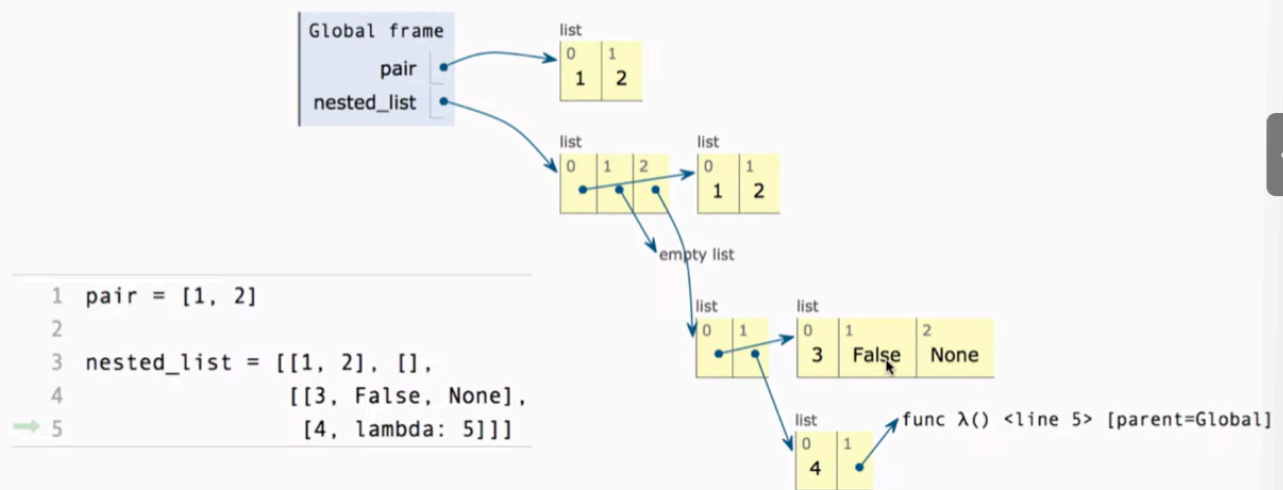 Global frame
pair
nested_list
list
0 1
1 2
list
0 1 2
list
0 1
1 2
empty list
list
0 1
list
0 1 2
3 False None
list
0 1
4
func λ() <line 5> [parent=Global]
1 pair = [1, 2]
2
3 nested_list = [[1, 2], [],
4 [[3, False, None],
5 [4, lambda: 5]]]